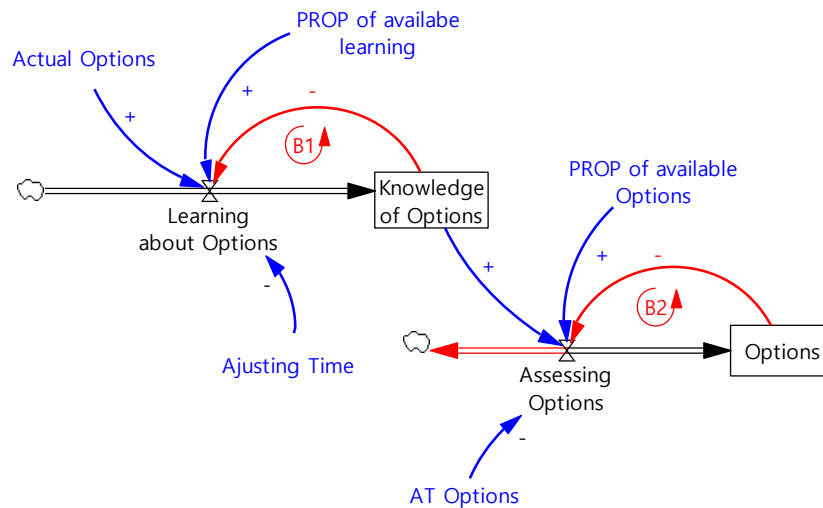 PROP of availabe
learning
Actual Options
+
+
-
B1
Knowledge
of Options
Learning
about Options
-
Ajusting Time
PROP of available
Options
+
+
-
B2
Options
Assessing
Options
-
AT Options